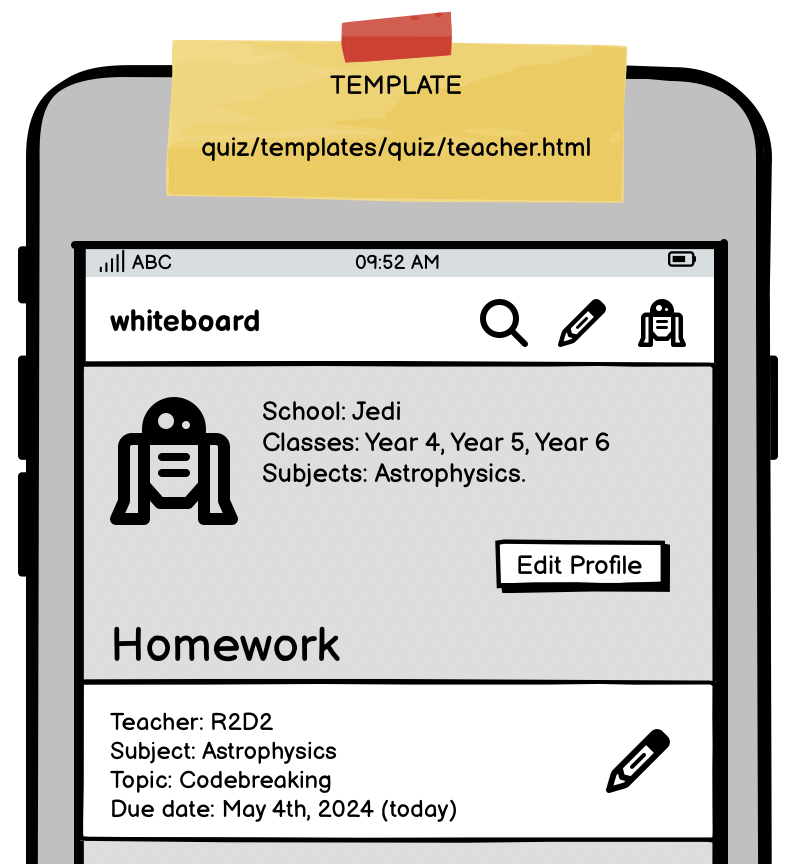 TEMPLATE
quiz/templates/quiz/teacher.html
ABC 09:52 AM
whiteboard
School: Jedi
Classes: Year 4, Year 5, Year 6
Subjects: Astrophysics.
Edit Profile
Homework
Teacher: R2D2
Subject: Astrophysics
Topic: Codebreaking
Due date: May 4th, 2024 (today)